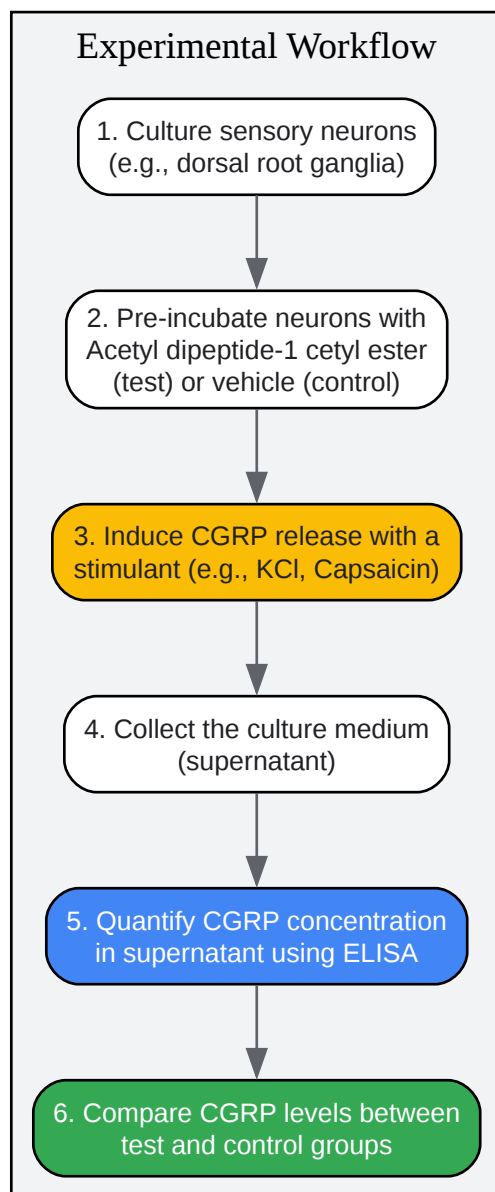 Experimental Workflow
1. Culture sensory neurons
(e.g., dorsal root ganglia)
2. Pre-incubate neurons with
Acetyl dipeptide-1 cetyl ester
(test) or vehicle (control)
3. Induce CGRP release with a
stimulant (e.g., KCl, Capsaicin)
4. Collect the culture medium
(supernatant)
5. Quantify CGRP concentration
in supernatant using ELISA
6. Compare CGRP levels between
test and control groups